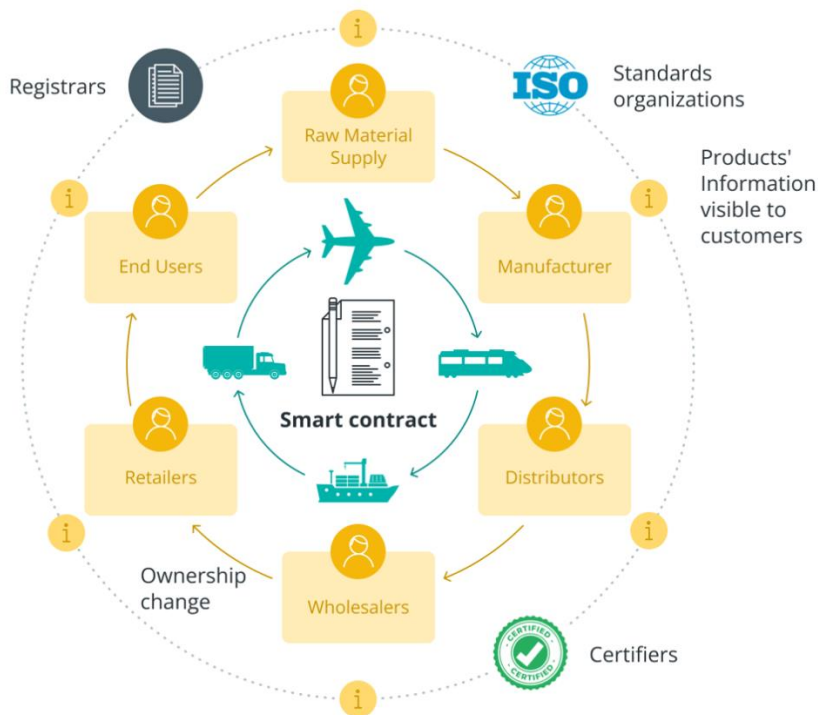 i
Registrars
ISO
Standards
organizations
Raw Material
Supply
Products'
Information
visible to
customers
i
i
End Users
Manufacturer
Smart contract
Retailers
Distributors
i
i
Ownership
change
Wholesalers
CERTIFIED
CERTIFIED
Certifiers
i